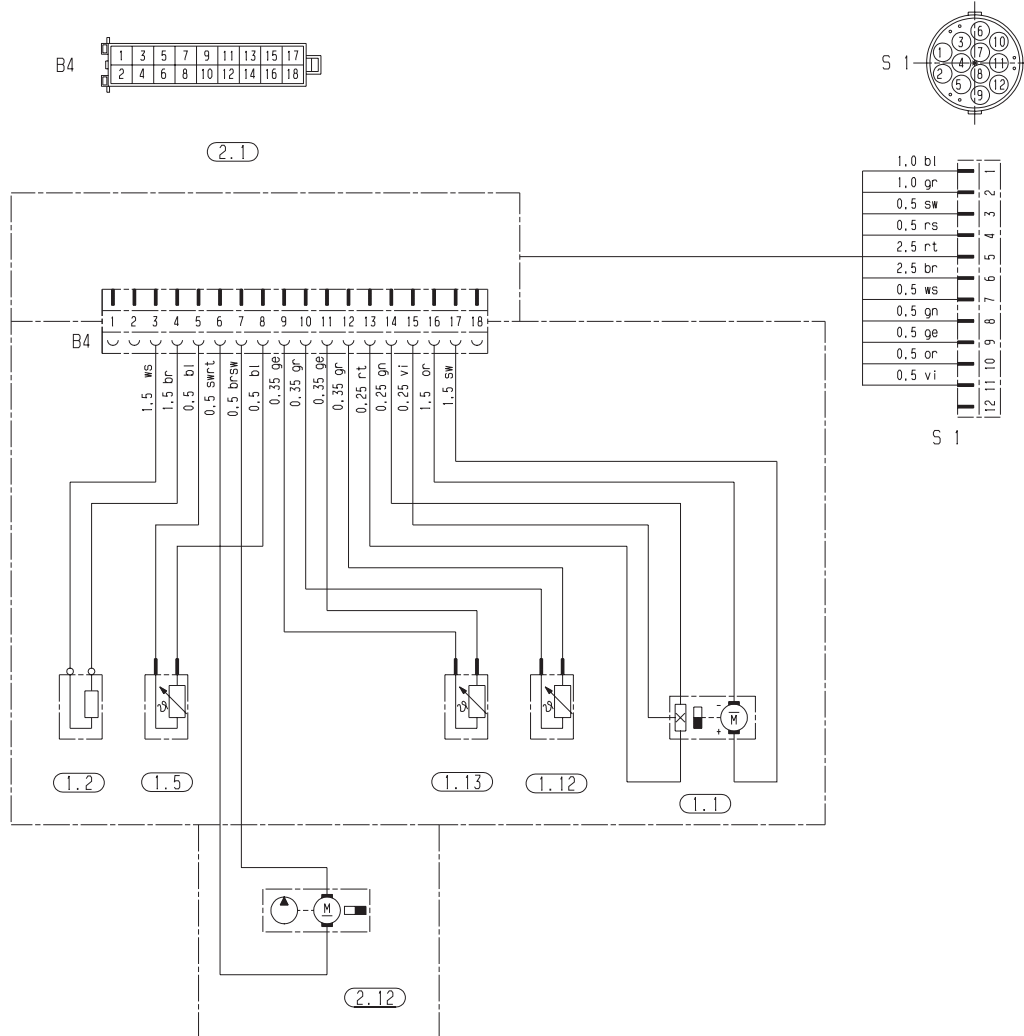 B4
1 3 5 7 9 11 13 15 17
2 4 6 8 10 12 14 16 18
S 1
1 2 3 4 5 6 7 8 9 10 11 12
2.1
1,0 bl 1
1,0 gr 2
0,5 sw 3
0,5 rs 4
2,5 rt 5
2,5 br 6
0,5 ws 7
0,5 gn 8
0,5 ge 9
0,5 or 10
0,5 vi 11
12
S 1
B4
1 2 3 4 5 6 7 8 9 10 11 12 13 14 15 16 17 18
1.5 ws
1.5 br
0.5 bl
0.5 swrt
0.5 brsw
0.5 bl
0.35 ge
0.35 gr
0.35 ge
0.35 gr
0.25 rt
0.25 gn
0.25 vi
1.5 or
1.5 sw
ϑ
ϑ
ϑ
-
+
M
1.2
1.5
1.13
1.12
1.1
M
2.12